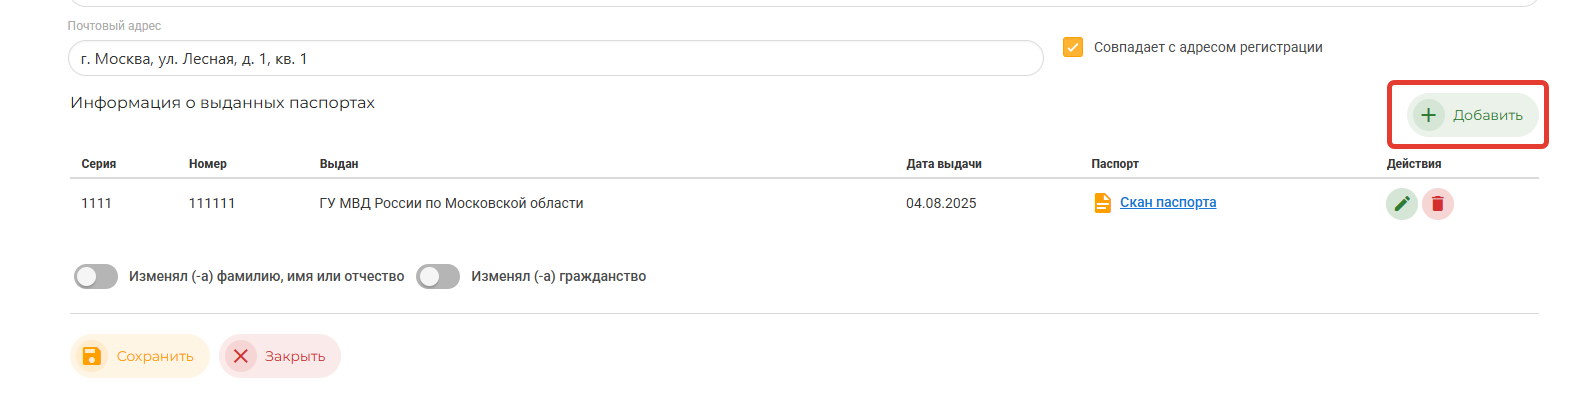 Почтовый адрес
г. Москва, ул. Лесная, д. 1, кв. 1
Совпадает с адресом регистрации
Информация о выданных паспортах
Добавить
Серия Номер Выдан Дата выдачи Паспорт Действия
1111 111111 ГУ МВД России по Московской области 04.08.2025 Скан паспорта
Изменял (-а) фамилию, имя или отчество Изменял (-а) гражданство
Сохранить Закрыть